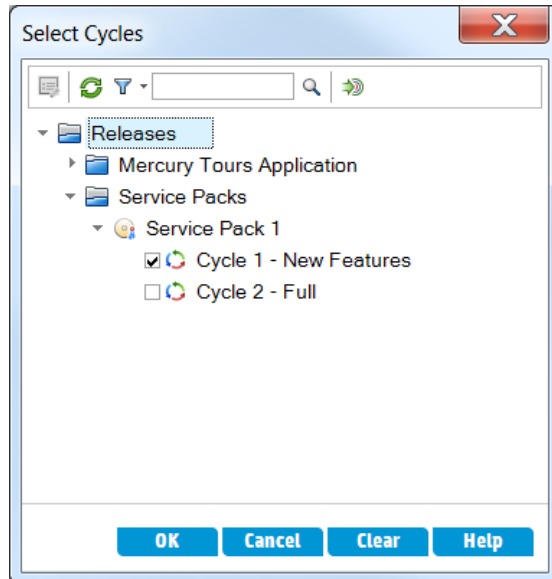 Select Cycles
Releases
Mercury Tours Application
Service Packs
Service Pack 1
Cycle 1 - New Features
Cycle 2 - Full
OK Cancel Clear Help